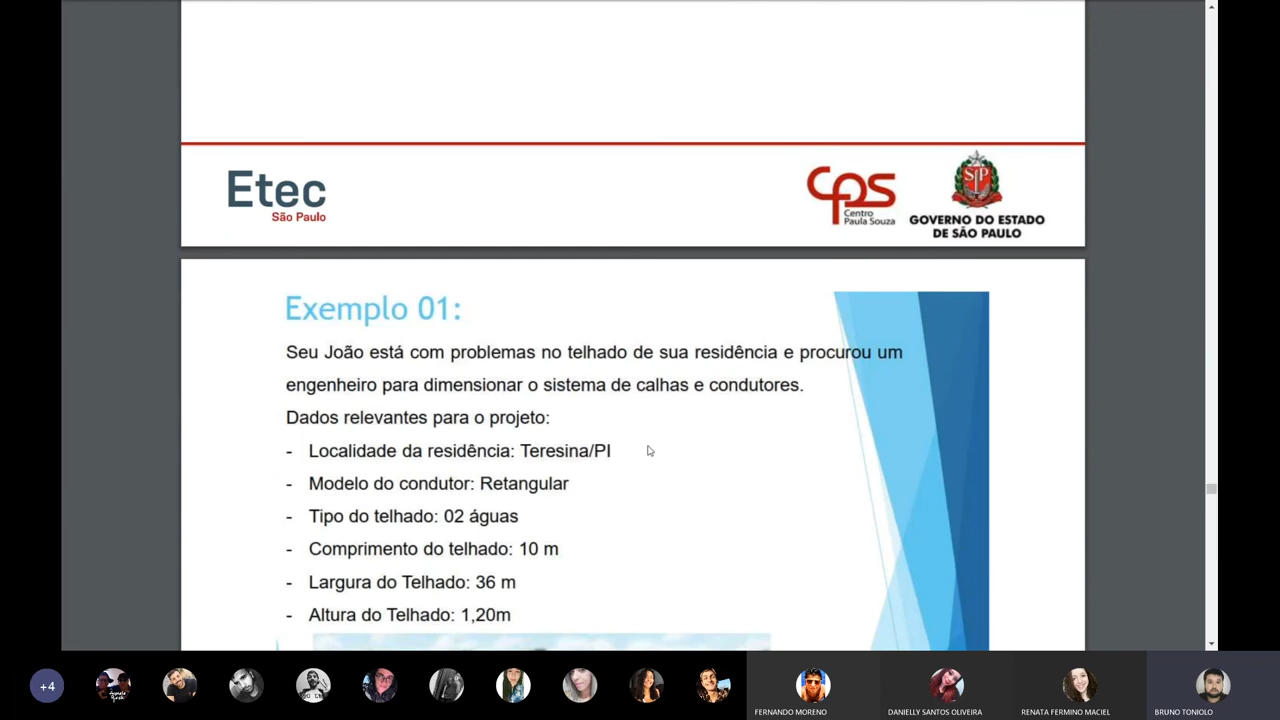 Etec
São Paulo
cps
Centro
Paula Souza
SP
GOVERNO DO ESTADO
DE SÃO PAULO
Exemplo 01:
Seu João está com problemas no telhado de sua residência e procurou um
engenheiro para dimensionar o sistema de calhas e condutores.
Dados relevantes para o projeto:
- Localidade da residência: Teresina/PI
- Modelo do condutor: Retangular
- Tipo do telhado: 02 águas
- Comprimento do telhado: 10 m
- Largura do Telhado: 36 m
- Altura do Telhado: 1,20m
+4
FERNANDO MORENO
DANIELLY SANTOS OLIVEIRA
RENATA FERMINO MACIEL
BRUNO TONIOLO